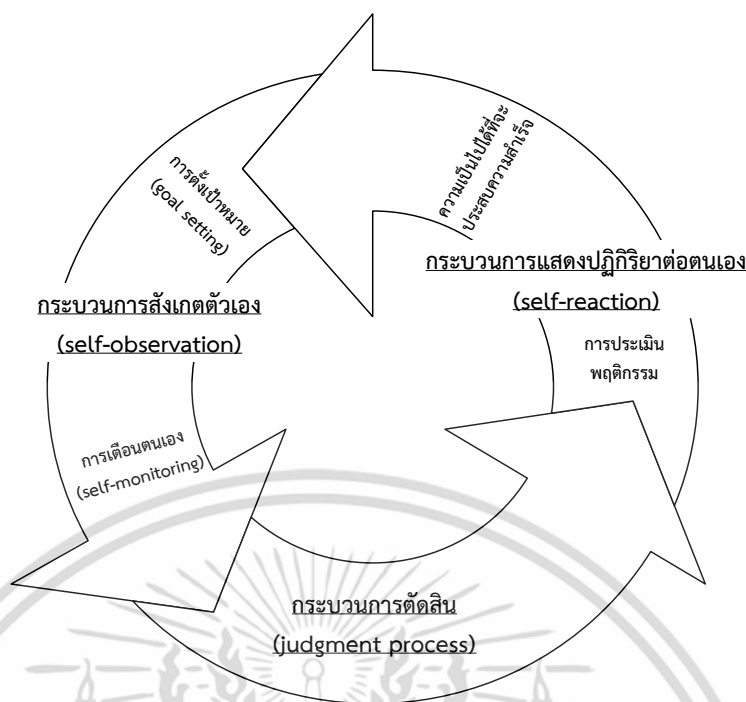 ความเป็นไปได้ที่จะ
ประสบความสำเร็จ
การตั้งเป้าหมาย
(goal setting)
กระบวนการแสดงปฏิกิริยาต่อตนเอง
(self-reaction)
กระบวนการสังเกตตัวเอง
(self-observation)
การประเมิน
พฤติกรรม
การเตือนตนเอง
(self-monitoring)
กระบวนการตัดสิน
(judgment process)